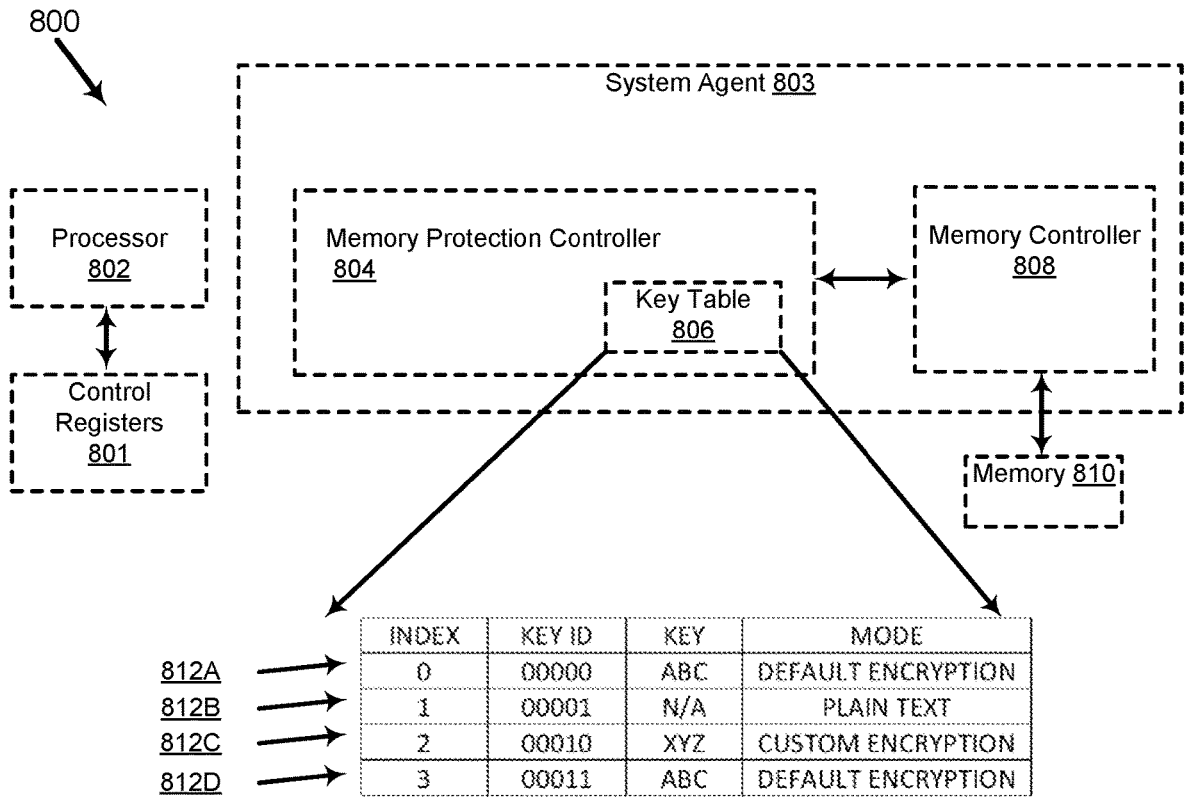 800
System Agent 803
Processor
802
Memory Protection Controller
804
Key Table
806
Memory Controller
808
Control
Registers
801
Memory 810
INDEX KEY ID KEY MODE
812A 0 00000 ABC DEFAULT ENCRYPTION
812B 1 00001 N/A PLAIN TEXT
812C 2 00010 XYZ CUSTOM ENCRYPTION
812D 3 00011 ABC DEFAULT ENCRYPTION